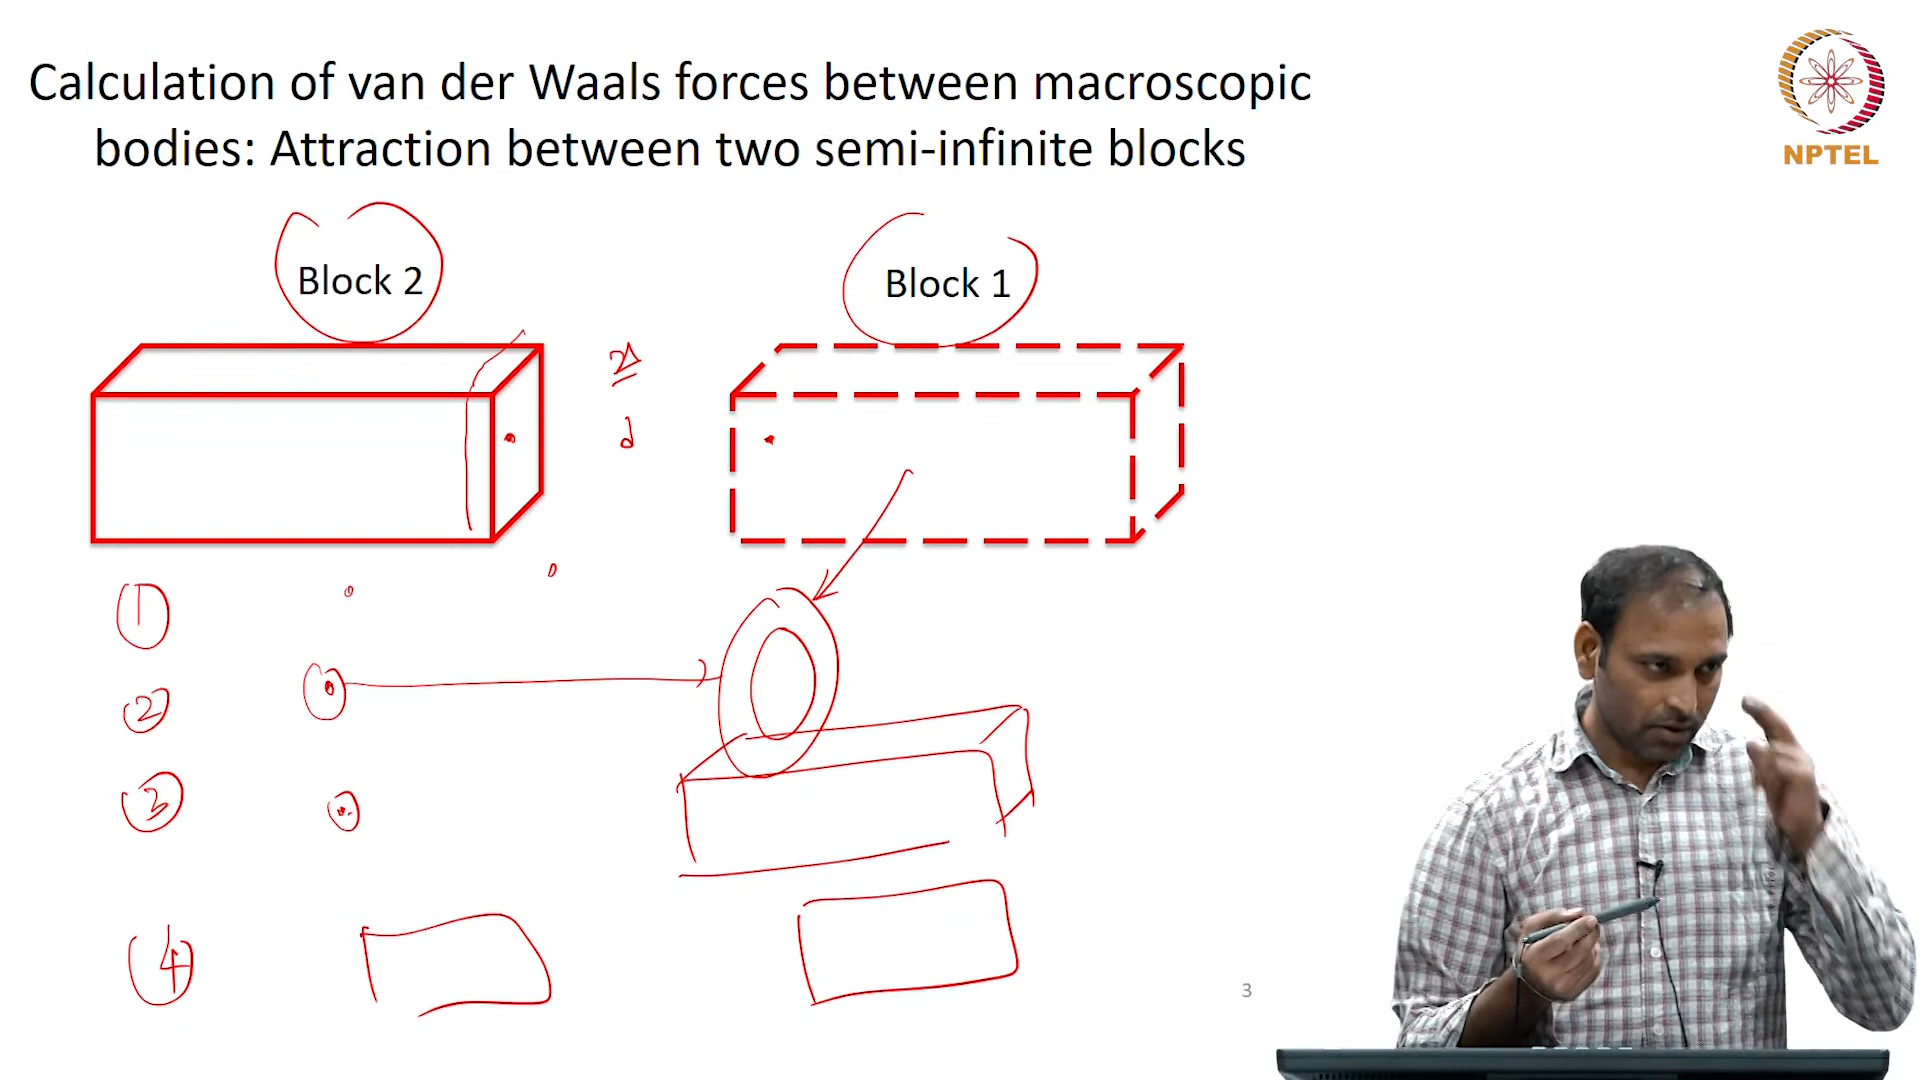 Calculation of van der Waals forces between macroscopic
bodies: Attraction between two semi-infinite blocks
NPTEL
Block 2
Block 1
d
1
2
3
4
3